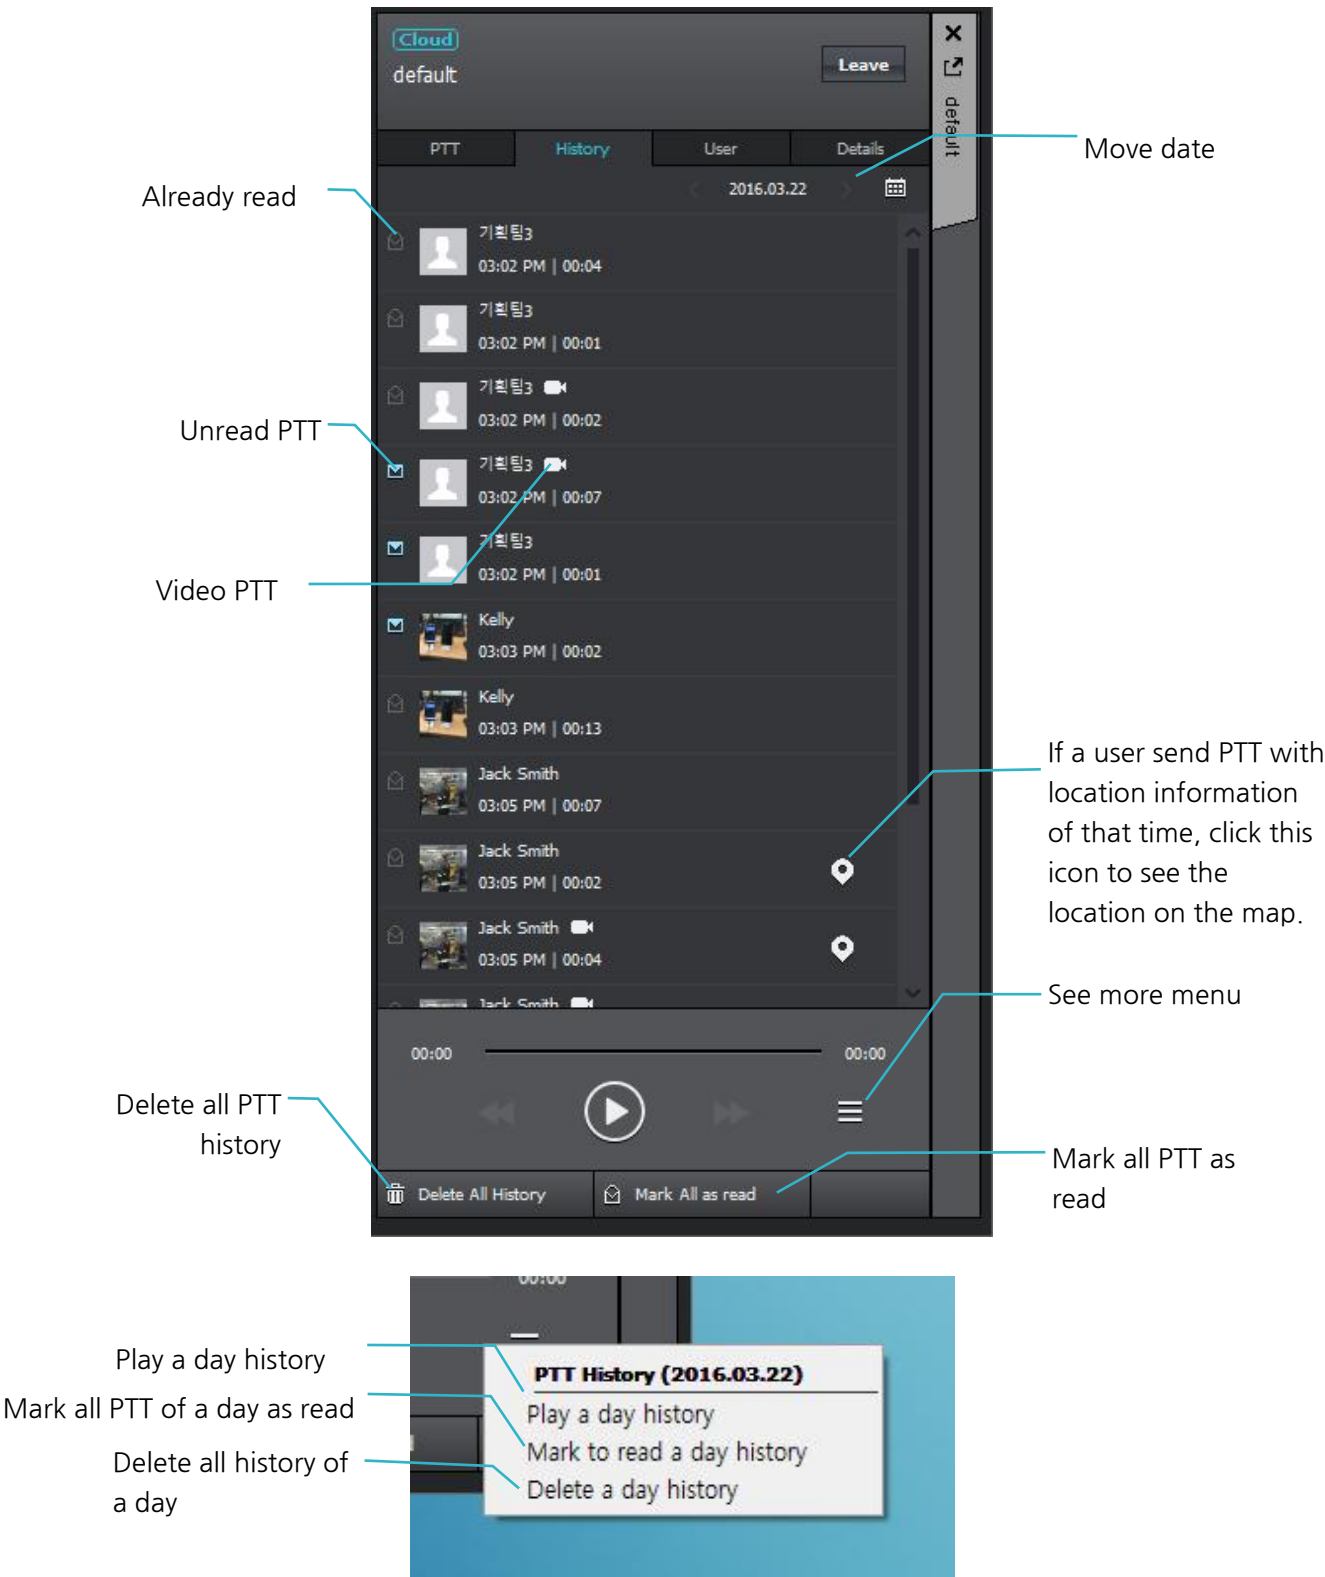 Cloud
default
Leave
default
PTT
History
User
Details
Move date
2016.03.22
Already read
기획팀3
03:02 PM | 00:04
기획팀3
03:02 PM | 00:01
기획팀3
03:02 PM | 00:02
Unread PTT
기획팀3
03:02 PM | 00:07
기획팀3
03:02 PM | 00:01
Video PTT
Kelly
03:03 PM | 00:02
Kelly
03:03 PM | 00:13
Jack Smith
03:05 PM | 00:07
If a user send PTT with
location information
of that time, click this
icon to see the
location on the map.
Jack Smith
03:05 PM | 00:02
Jack Smith
03:05 PM | 00:04
Jack Smith
See more menu
00:00
00:00
Delete all PTT
history
Mark all PTT as
read
Delete All History
Mark All as read
00:00
Play a day history
Mark all PTT of a day as read
Delete all history of
a day
PTT History (2016.03.22)
Play a day history
Mark to read a day history
Delete a day history